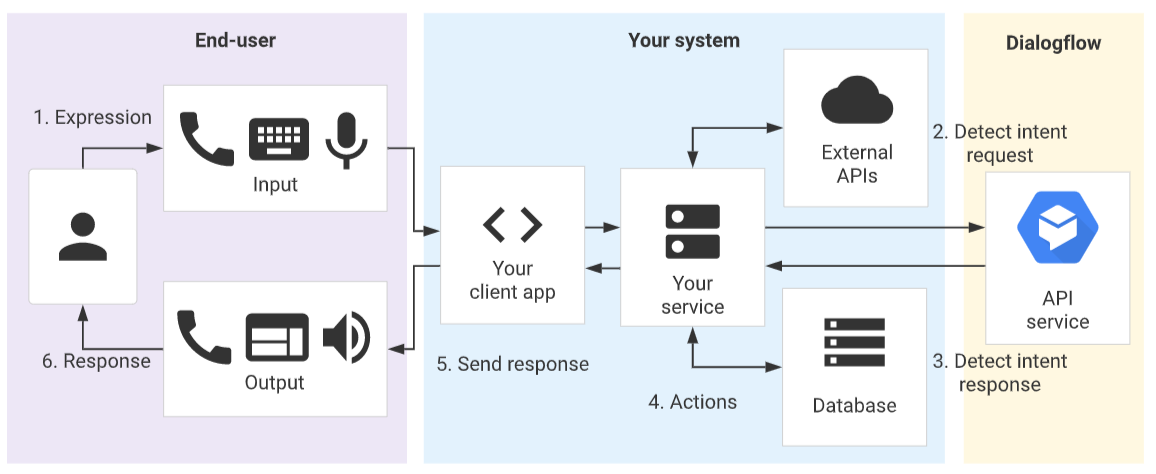 End-user
Your system
Dialogflow
1. Expression
Input
External
APIs
2. Detect intent
request
Your
client app
Your
service
API
service
Output
6. Response
5. Send response
4. Actions
Database
3. Detect intent
response